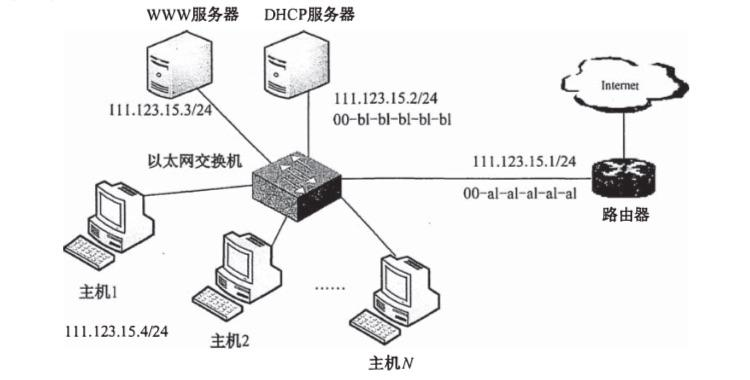 WWW服务器
DHCP服务器
Internet
111.123.15.3/24
111.123.15.2/24
00-bl-bl-bl-bl-bl
以太网交换机
111.123.15.1/24
00-al-al-al-al-al
路由器
主机1
111.123.15.4/24
主机2
......
主机N